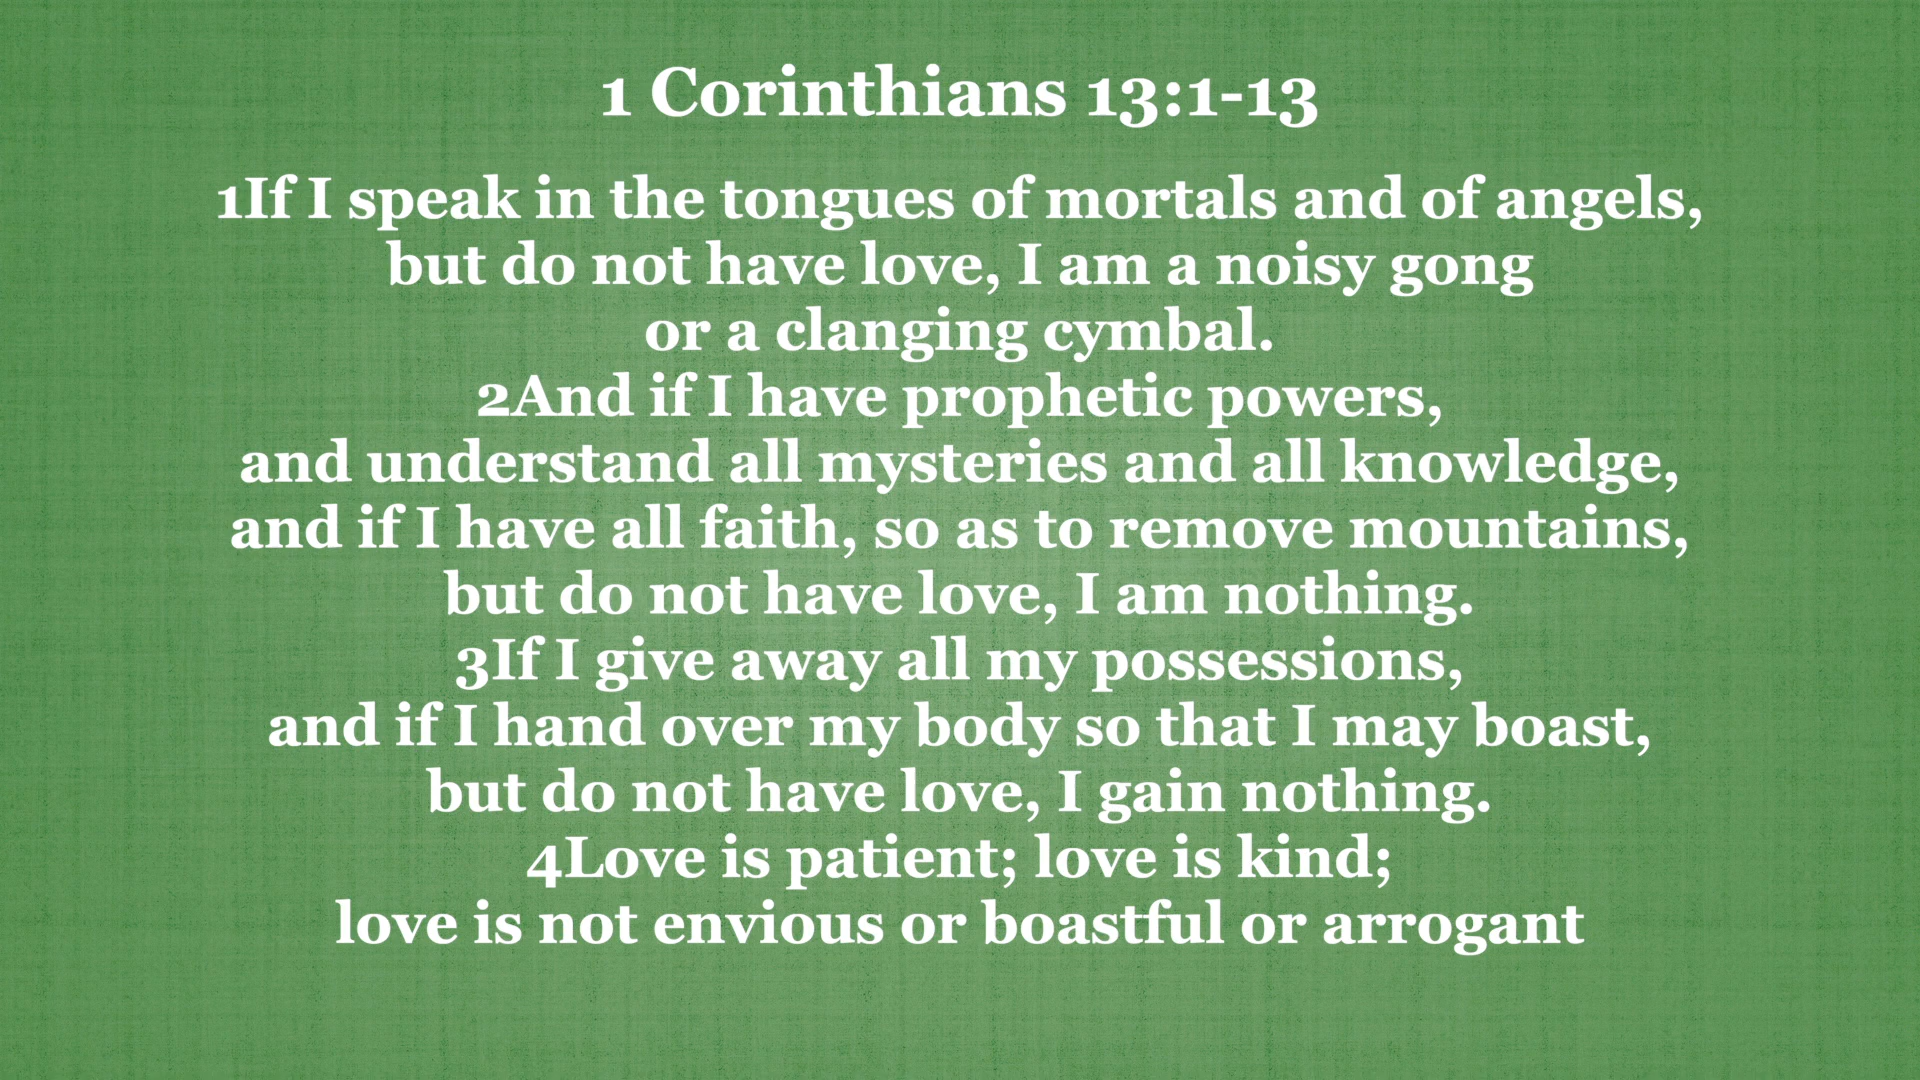 1 Corinthians 13:1-13
1If I speak in the tongues of mortals and of angels,
but do not have love, I am a noisy gong
or a clanging cymbal.
2And if I have prophetic powers,
and understand all mysteries and all knowledge,
and if I have all faith, so as to remove mountains,
but do not have love, I am nothing.
3If I give away all my possessions,
and if I hand over my body so that I may boast,
but do not have love, I gain nothing.
4Love is patient; love is kind;
love is not envious or boastful or arrogant